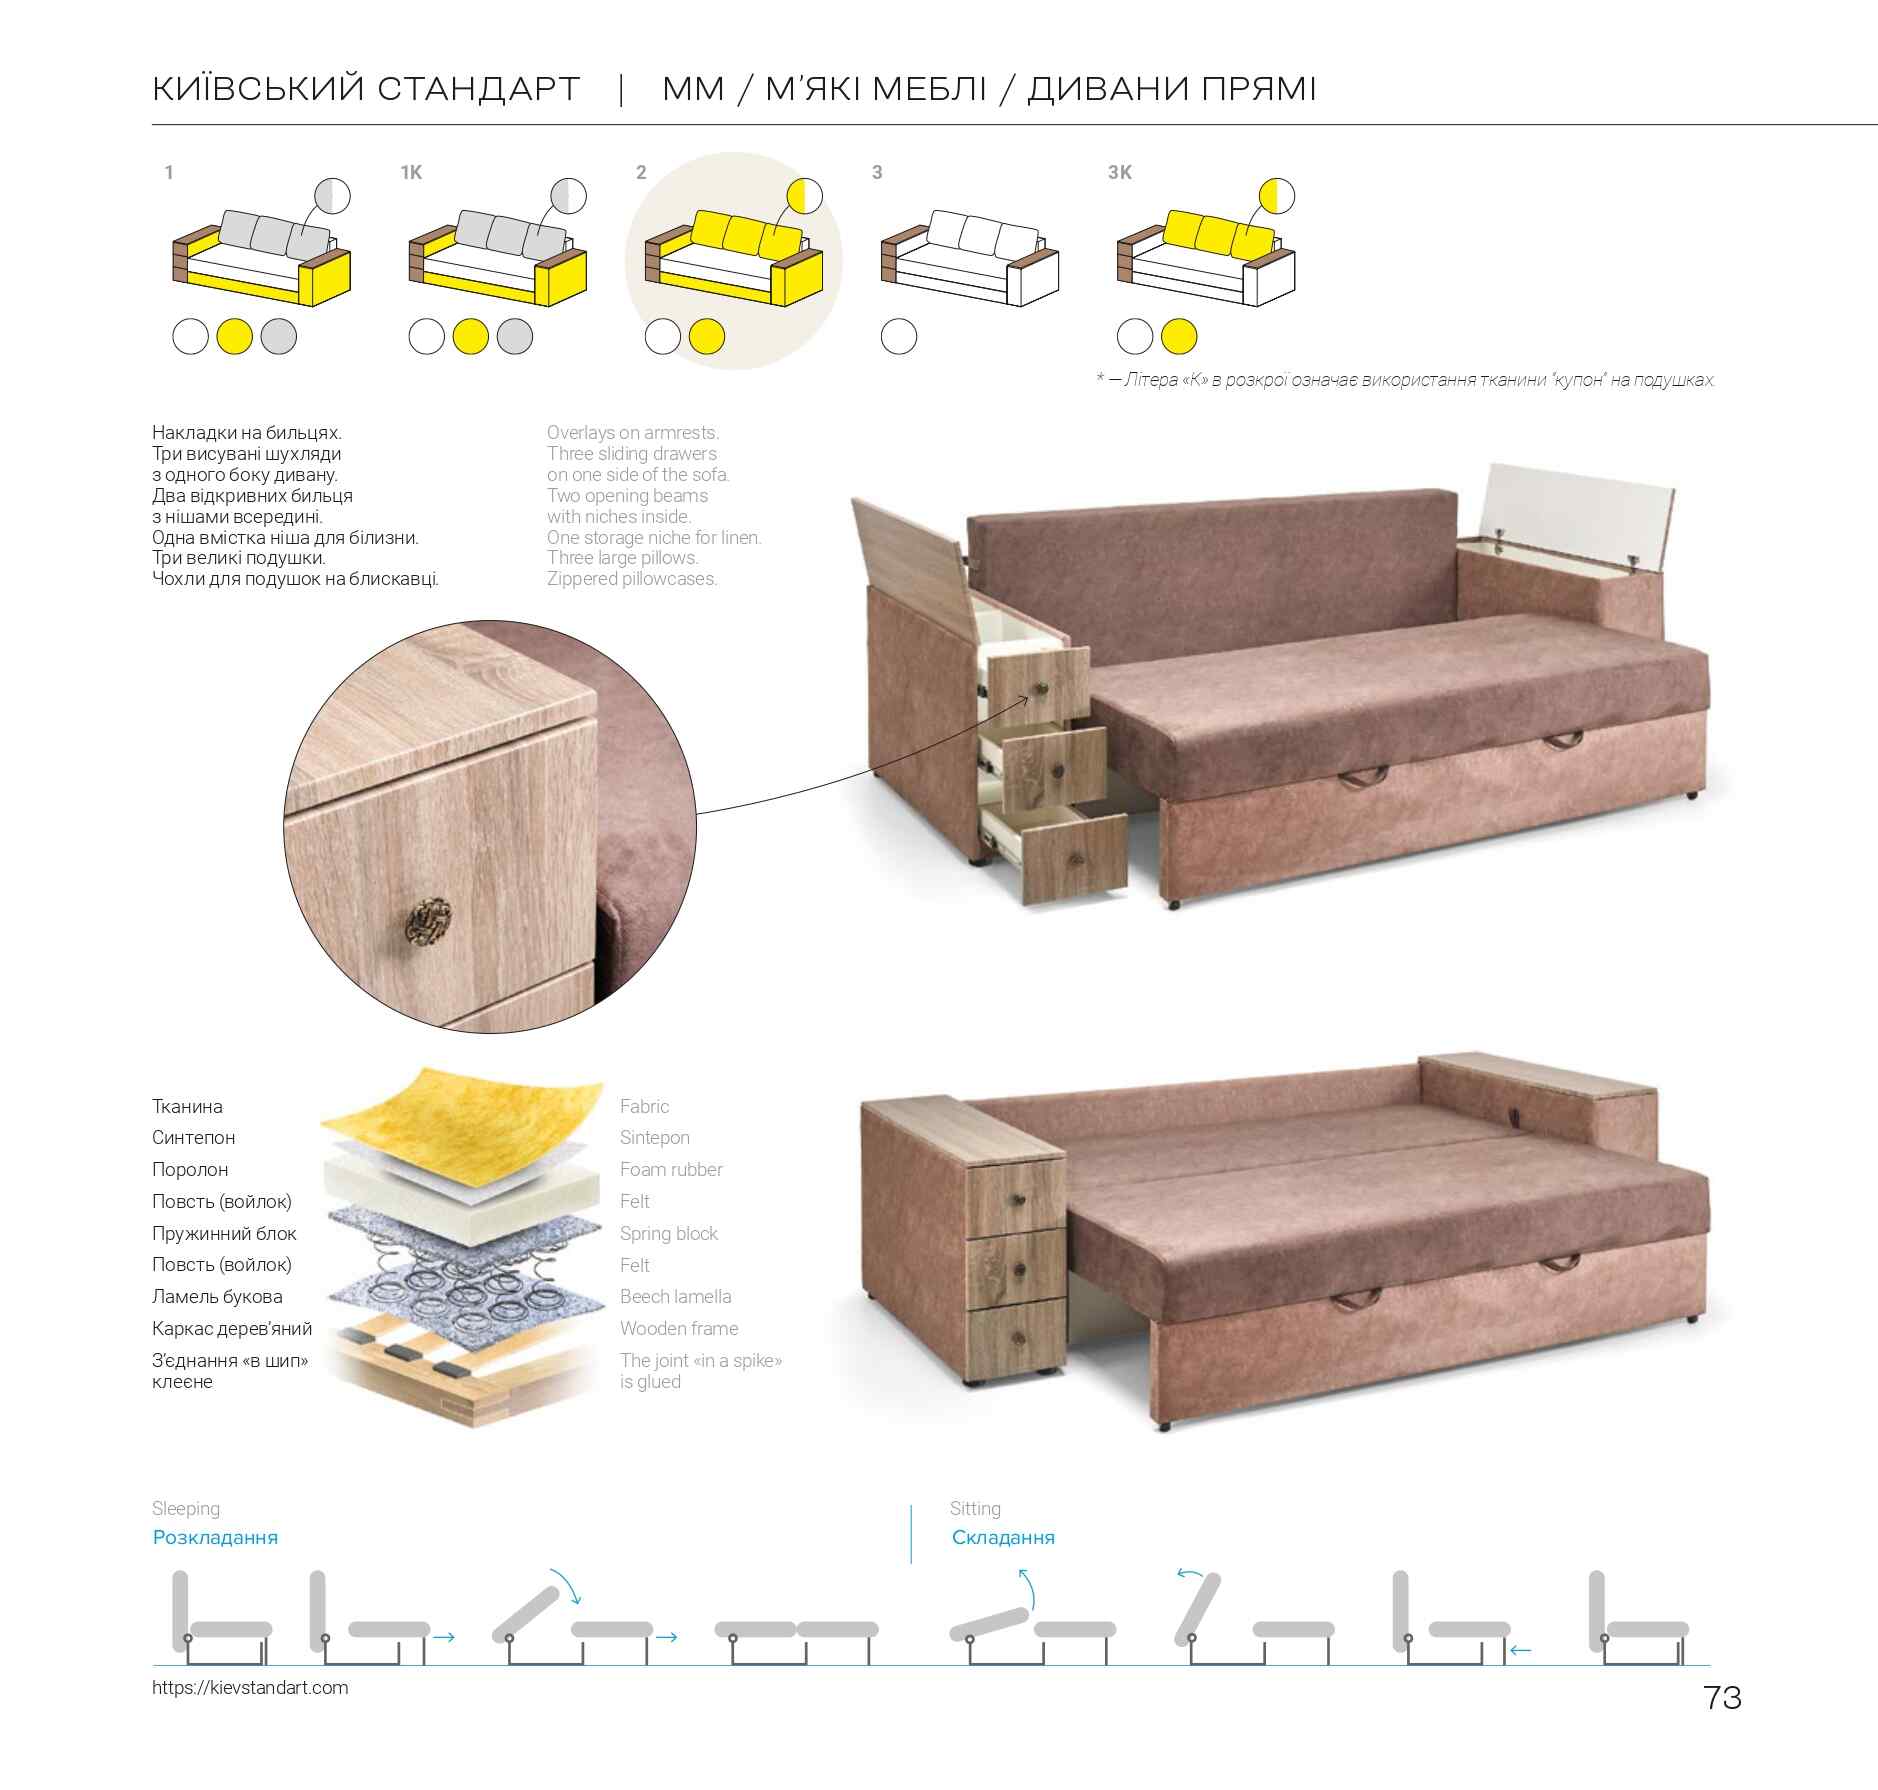 КИЇВСЬКИЙ СТАНДАРТ | ММ / М’ЯКІ МЕБЛІ / ДИВАНИ ПРЯМІ
1
1K
2
3
3K
* — Літера «К» в розкрої означає використання тканини “купон” на подушках.
Накладки на бильцях.
Три висувані шухляди
з одного боку дивану.
Два відкривних бильця
з нішами всередині.
Одна вмістка ніша для білизни.
Три великі подушки.
Чохли для подушок на блискавці.
Overlays on armrests.
Three sliding drawers
on one side of the sofa.
Two opening beams
with niches inside.
One storage niche for linen.
Three large pillows.
Zippered pillowcases.
Тканина
Синтепон
Поролон
Повсть (войлок)
Пружинний блок
Повсть (войлок)
Ламель букова
Каркас дерев’яний
З’єднання «в шип»
клеєне
Fabric
Sintepon
Foam rubber
Felt
Spring block
Felt
Beech lamella
Wooden frame
The joint «in a spike»
is glued
Sleeping
Розкладання
Sitting
Складання
https://kievstandart.com
73